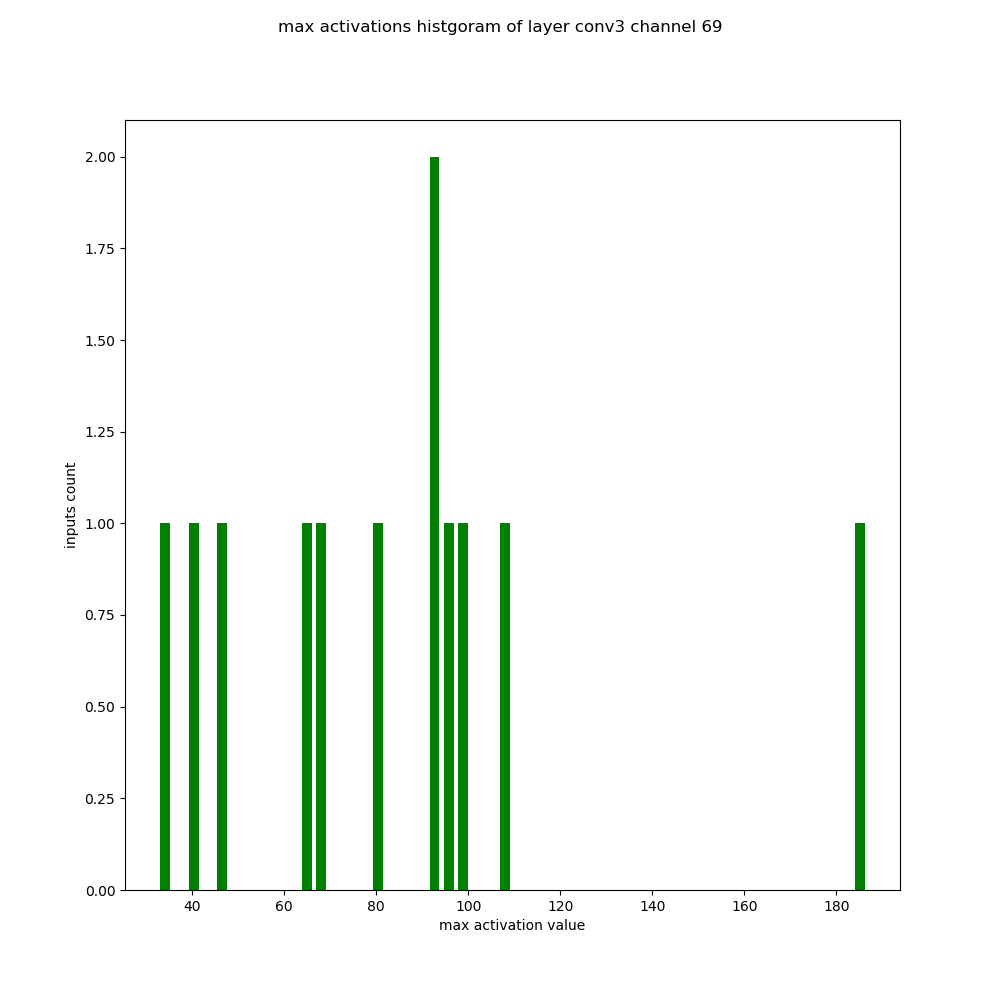 max activations histgoram of layer conv3 channel 69
2.00
1.75
1.50
1.25
1.00
0.75
0.50
0.25
0.00
inputs count
40 60 80 100 120 140 160 180
max activation value